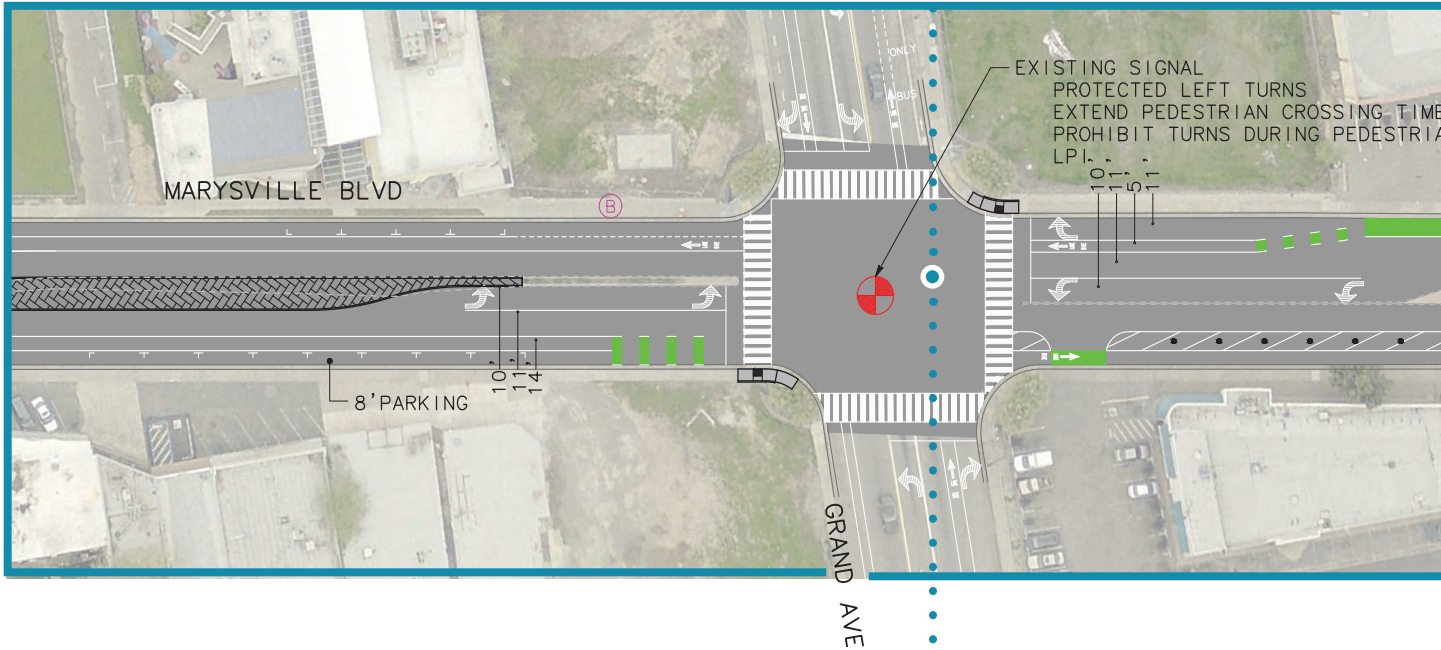 ONLY
BUS
EXISTING SIGNAL
PROTECTED LEFT TURNS
EXTEND PEDESTRIAN CROSSING TIME
PROHIBIT TURNS DURING PEDESTRIA
LPI
10'
11'
5'
11'
MARYSVILLE BLVD
B
10'
11'
14'
8'PARKING
GRAND AVE